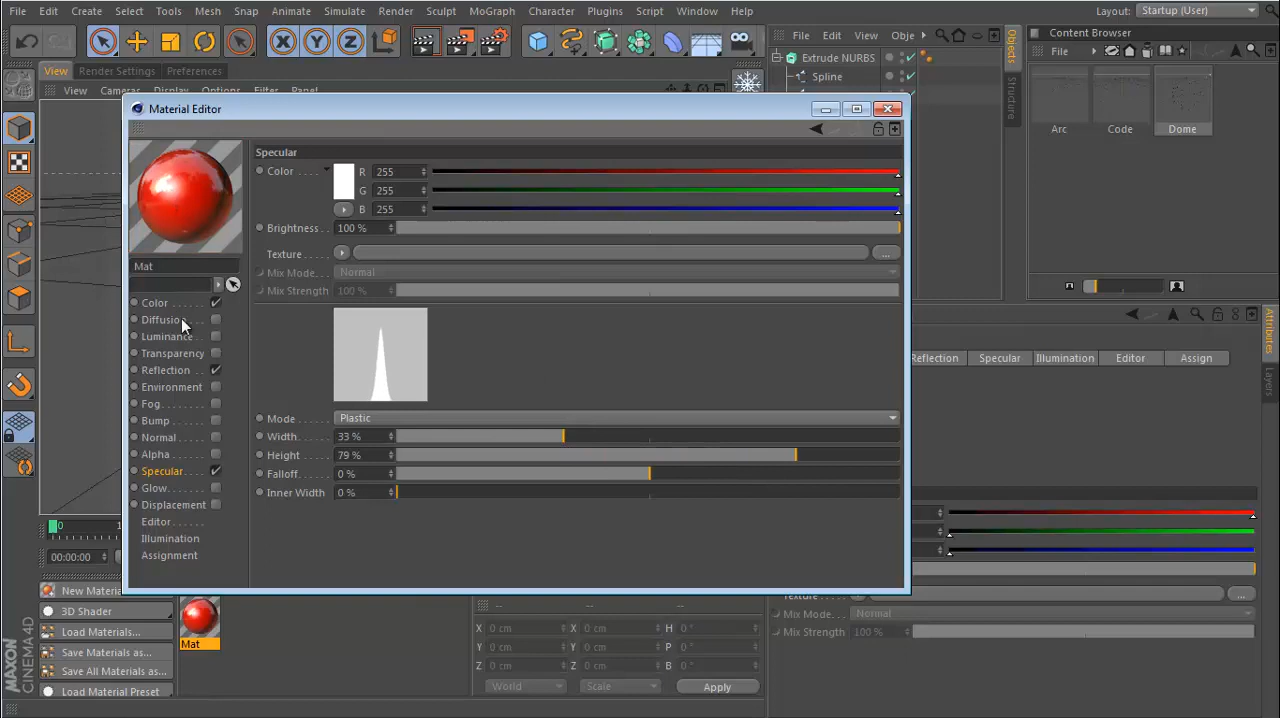 File Edit Create Select Tools Mesh Snap Animate Simulate Render Sculpt MoGraph Character Plugins Script Window Help
Layout: Startup (User)
File Edit View Obje
Content Browser
File
View Render Settings Preferences
View Cameras Display Options Filter Panel
Extrude NURBS
Spline
Objects
Structure
Arc Code Dome
Material Editor
Mat
Color
Diffusion
Luminance
Transparency
Reflection
Environment
Fog
Bump
Normal
Alpha
Specular
Glow
Displacement
Editor
Illumination
Assignment
Specular
Color R 255
G 255
B 255
Brightness 100 %
Texture ...
Mix Mode Normal
Mix Strength 100 %
Mode Plastic
Width 33 %
Height 79 %
Falloff 0 %
Inner Width 0 %
Attributes
Layers
Reflection Specular Illumination Editor Assign
Texture ...
Mix Mode Normal
Mix Strength 100 %
0
00:00:00
New Materia
3D Shader
Load Materials...
Save Materials as...
Save All Materials as...
Load Material Preset
Mat
-- -- --
X 0 cm X 0 cm H 0 °
Y 0 cm Y 0 cm P 0 °
Z 0 cm Z 0 cm B 0 °
World Scale Apply
MAXON
CINEMA 4D